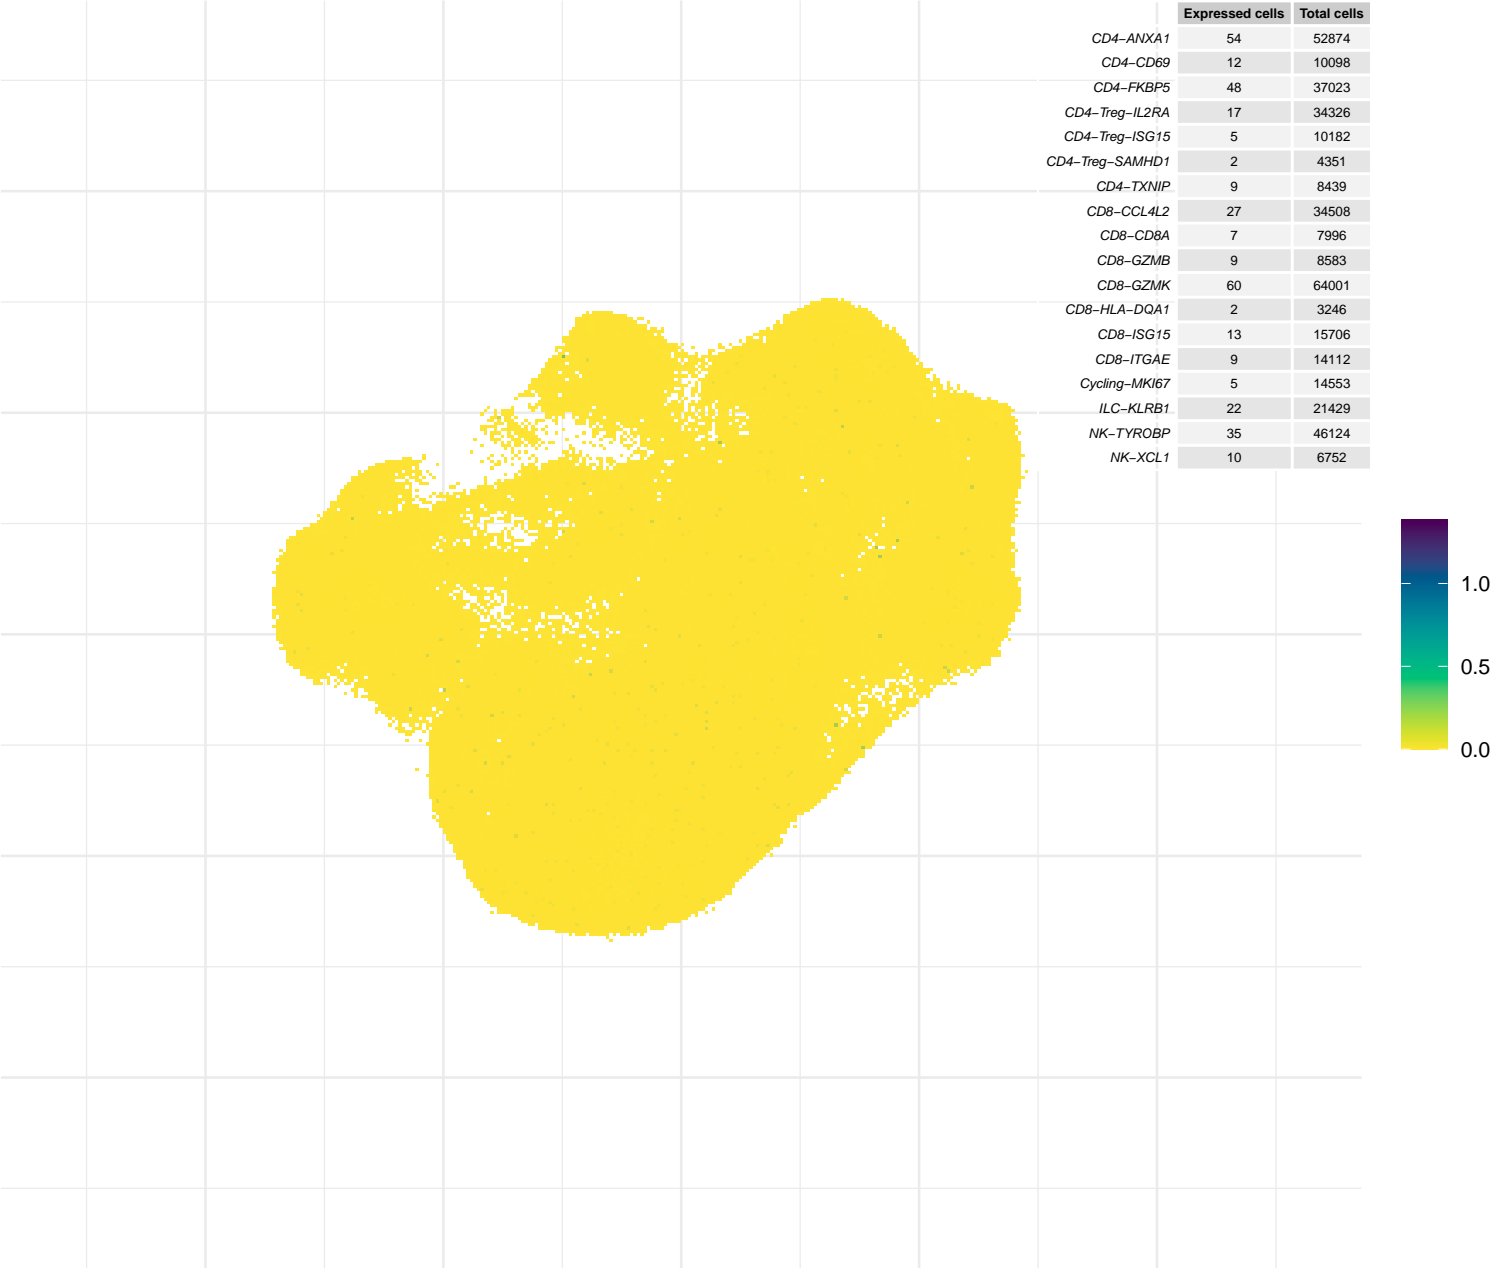 Expressed cells Total cells
CD4−ANXA1 54 52874
CD4−CD69 12 10098
CD4−FKBP5 48 37023
CD4−Treg−IL2RA 17 34326
CD4−Treg−ISG15 5 10182
CD4−Treg−SAMHD1 2 4351
CD4−TXNIP 9 8439
CD8−CCL4L2 27 34508
CD8−CD8A 7 7996
CD8−GZMB 9 8583
CD8−GZMK 60 64001
CD8−HLA−DQA1 2 3246
CD8−ISG15 13 15706
CD8−ITGAE 9 14112
Cycling−MKI67 5 14553
ILC−KLRB1 22 21429
NK−TYROBP 35 46124
NK−XCL1 10 6752
1.0
0.5
0.0